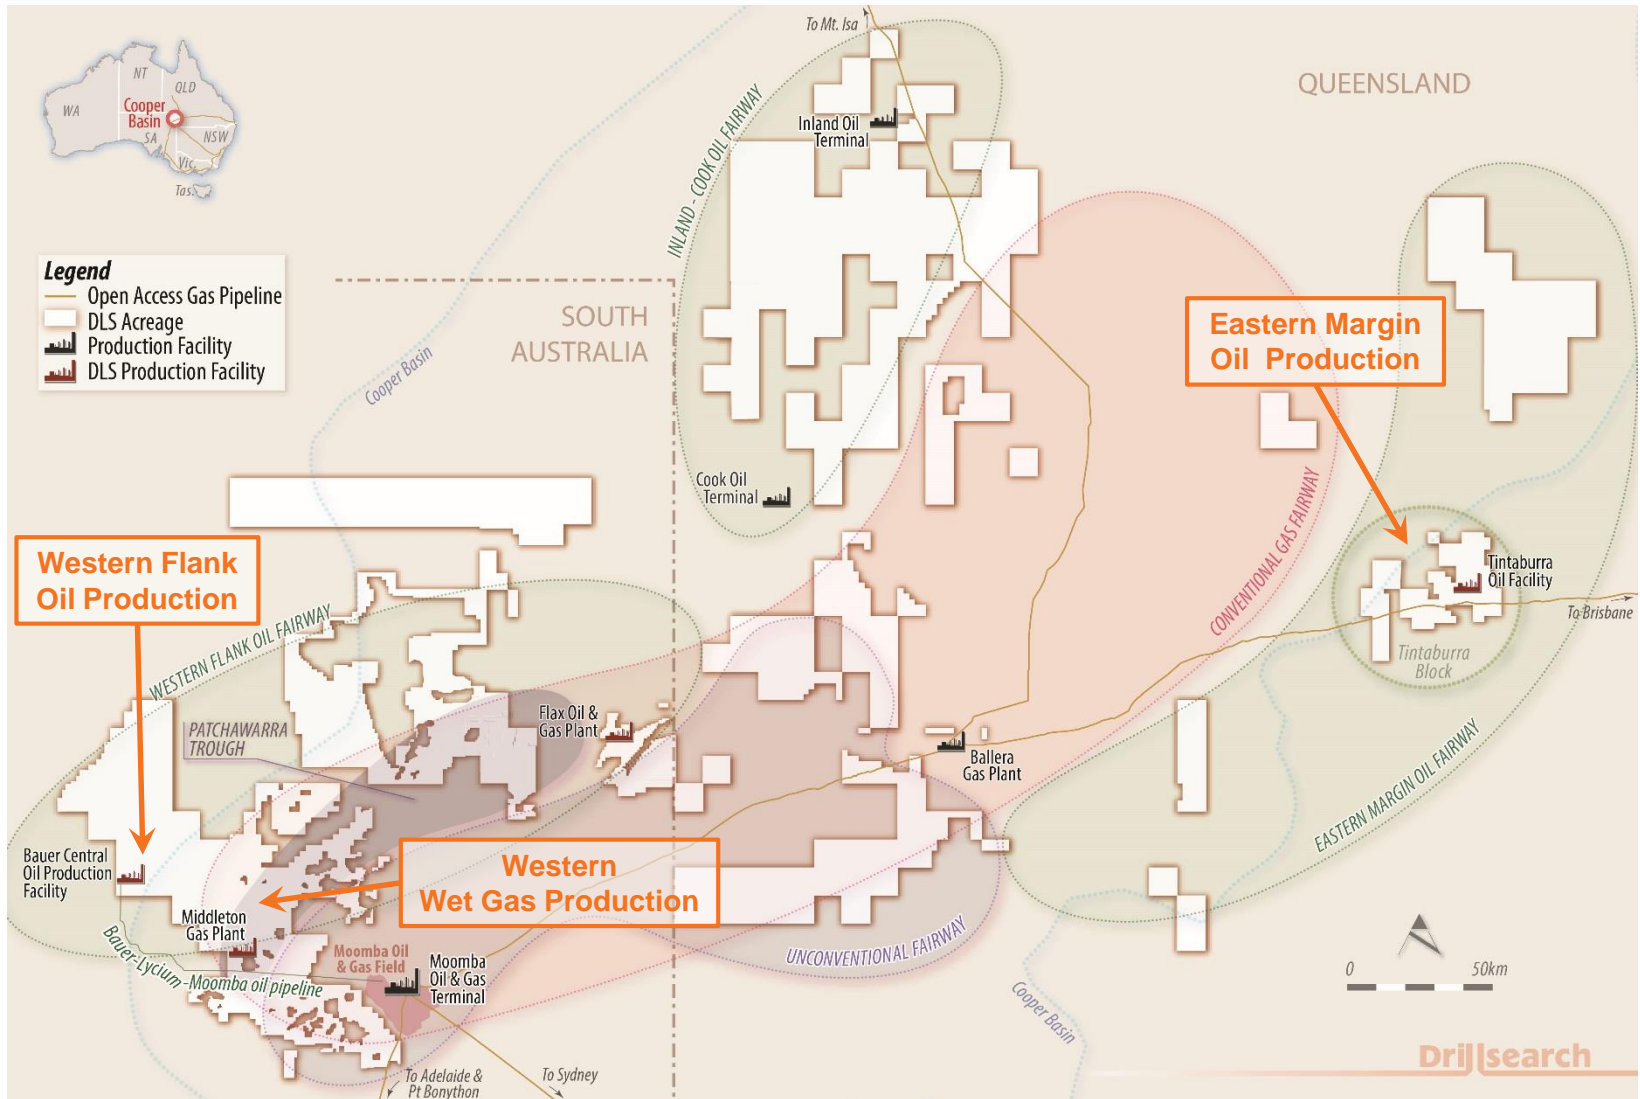 To Mt. Isa
QUEENSLAND
NT
QLD
WA
Cooper
Basin
SA
NSW
Vic.
Tas.
INLAND - COOK OIL FAIRWAY
Inland Oil
Terminal
Legend
Open Access Gas Pipeline
DLS Acreage
Production Facility
DLS Production Facility
SOUTH
AUSTRALIA
Cooper Basin
Eastern Margin
Oil Production
Cook Oil
Terminal
CONVENTIONAL GAS FAIRWAY
Western Flank
Oil Production
Tintaburra
Oil Facility
To Brisbane
Tintaburra
Block
WESTERN FLANK OIL FAIRWAY
PATCHAWARRA
TROUGH
Flax Oil &
Gas Plant
Ballera
Gas Plant
EASTERN MARGIN OIL FAIRWAY
Bauer Central
Oil Production
Facility
Western
Wet Gas Production
Middleton
Gas Plant
Bauer-Lycium-Moomba oil pipeline
Moomba Oil
& Gas Field
Moomba
Oil & Gas
Terminal
UNCONVENTIONAL FAIRWAY
Cooper Basin
0 50km
To Adelaide &
Pt Bonython
To Sydney
Drillsearch